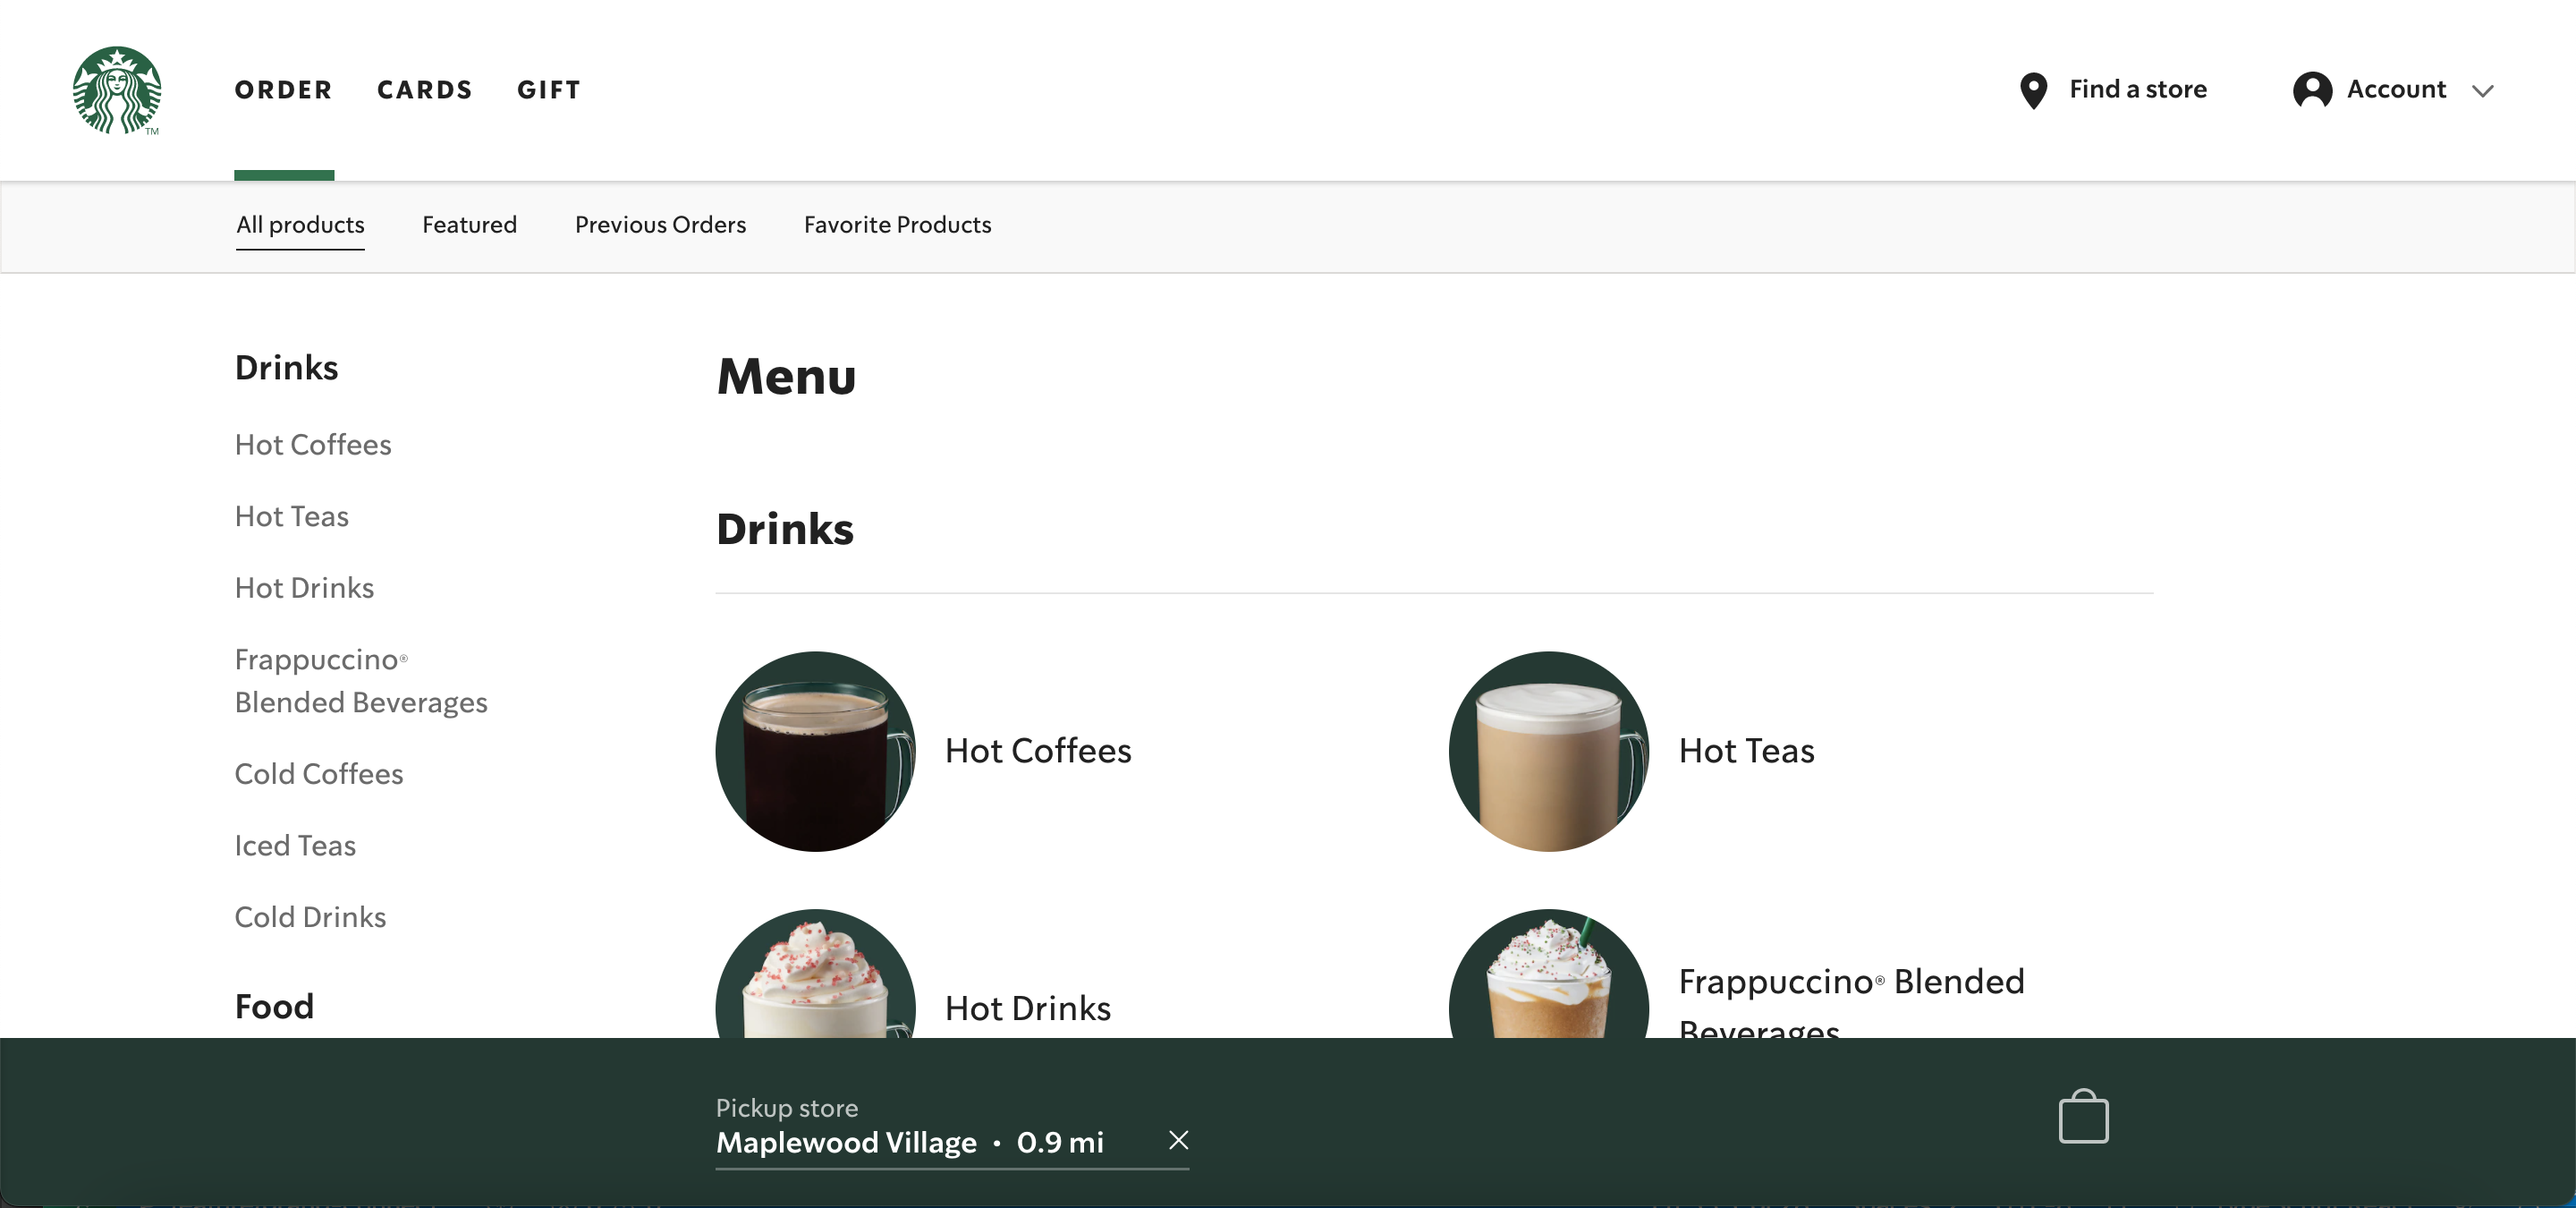 TM
ORDER
CARDS
GIFT
Find a store
Account
All products
Featured
Previous Orders
Favorite Products
Drinks
Hot Coffees
Hot Teas
Hot Drinks
Frappuccino®
Blended Beverages
Cold Coffees
Iced Teas
Cold Drinks
Food
Menu
Drinks
Hot Coffees
Hot Teas
Hot Drinks
Frappuccino® Blended
Beverages
Pickup store
Maplewood Village • 0.9 mi